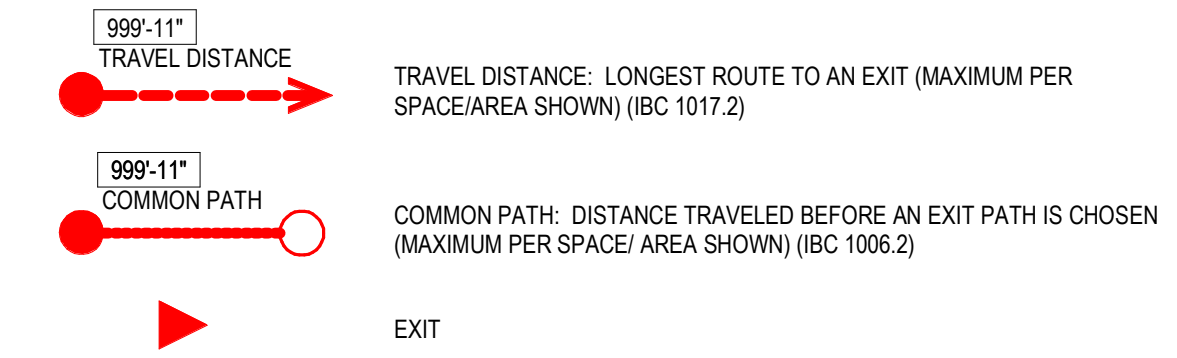 999'-11"
TRAVEL DISTANCE
TRAVEL DISTANCE: LONGEST ROUTE TO AN EXIT (MAXIMUM PER
SPACE/AREA SHOWN) (IBC 1017.2)
999'-11"
COMMON PATH
COMMON PATH: DISTANCE TRAVELED BEFORE AN EXIT PATH IS CHOSEN
(MAXIMUM PER SPACE/ AREA SHOWN) (IBC 1006.2)
EXIT